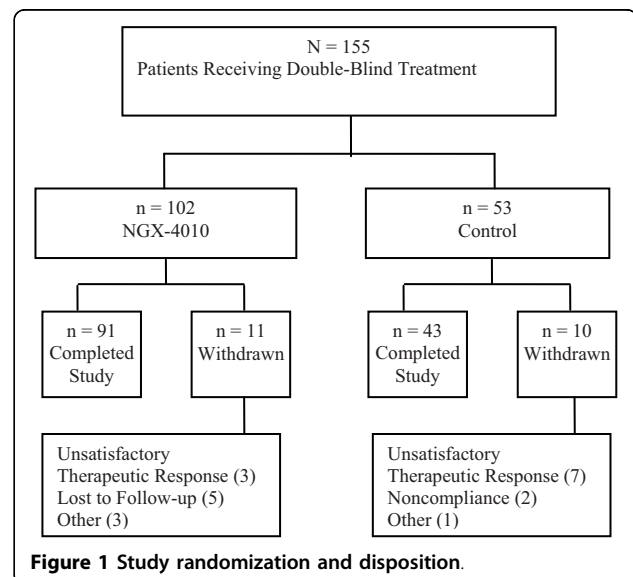 N = 155
Patients Receiving Double-Blind Treatment
n = 102
NGX-4010
n = 53
Control
n = 91
Completed
Study
n = 11
Withdrawn
n = 43
Completed
Study
n = 10
Withdrawn
Unsatisfactory
Therapeutic Response (3)
Lost to Follow-up (5)
Other (3)
Unsatisfactory
Therapeutic Response (7)
Noncompliance (2)
Other (1)
Figure 1 Study randomization and disposition.